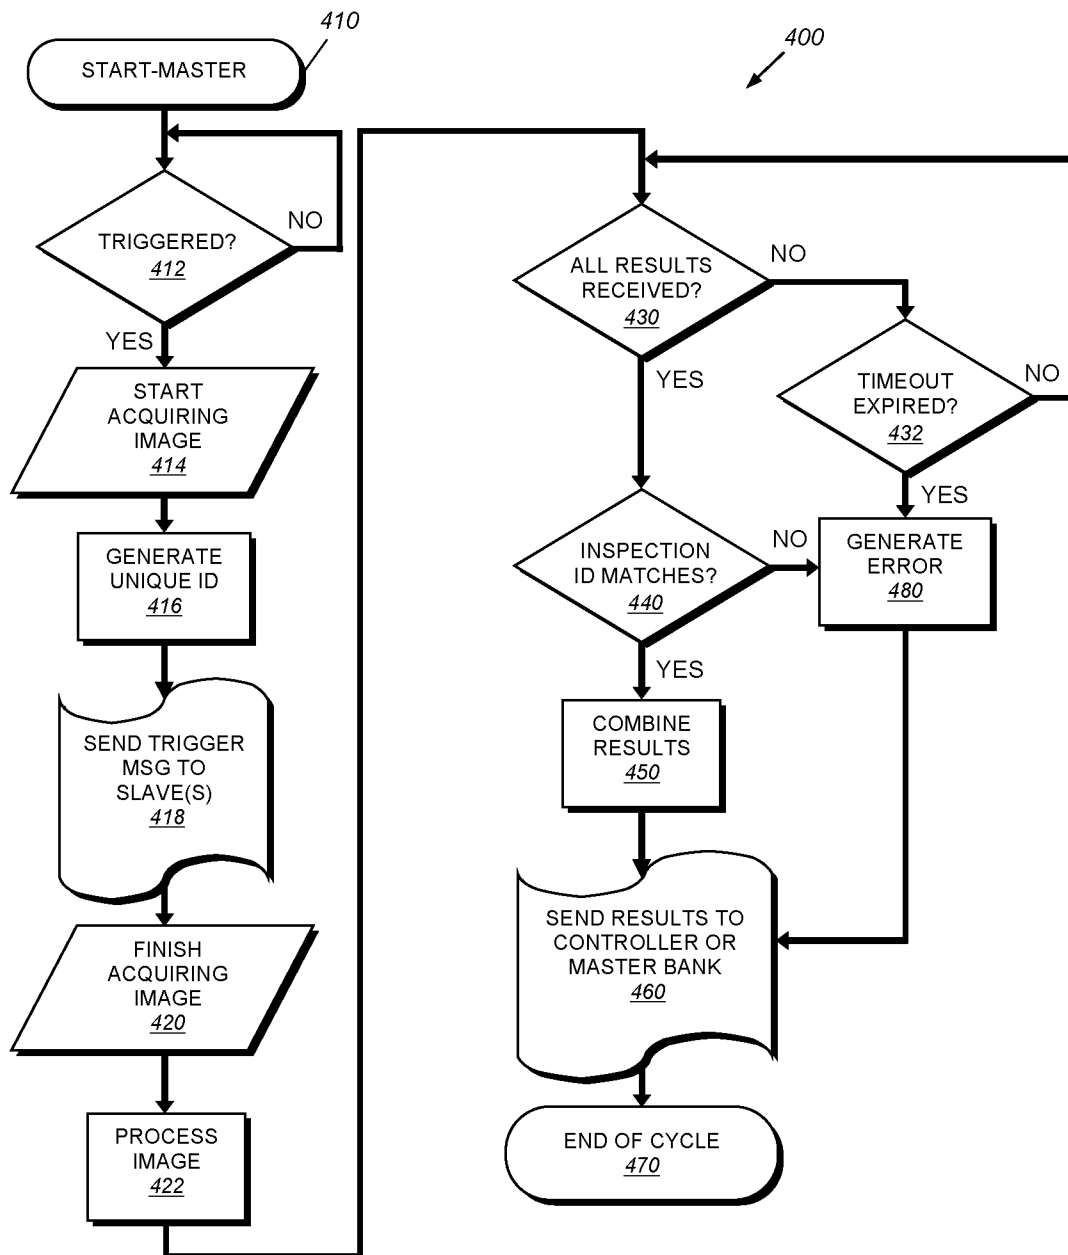 410
START-MASTER
400
NO
TRIGGERED?
412
YES
START
ACQUIRING
IMAGE
414
GENERATE
UNIQUE ID
416
SEND TRIGGER
MSG TO
SLAVE(S)
418
FINISH
ACQUIRING
IMAGE
420
PROCESS
IMAGE
422
ALL RESULTS
RECEIVED?
430
NO
YES
TIMEOUT
EXPIRED?
432
NO
YES
INSPECTION
ID MATCHES?
440
NO
YES
GENERATE
ERROR
480
COMBINE
RESULTS
450
SEND RESULTS TO
CONTROLLER OR
MASTER BANK
460
END OF CYCLE
470